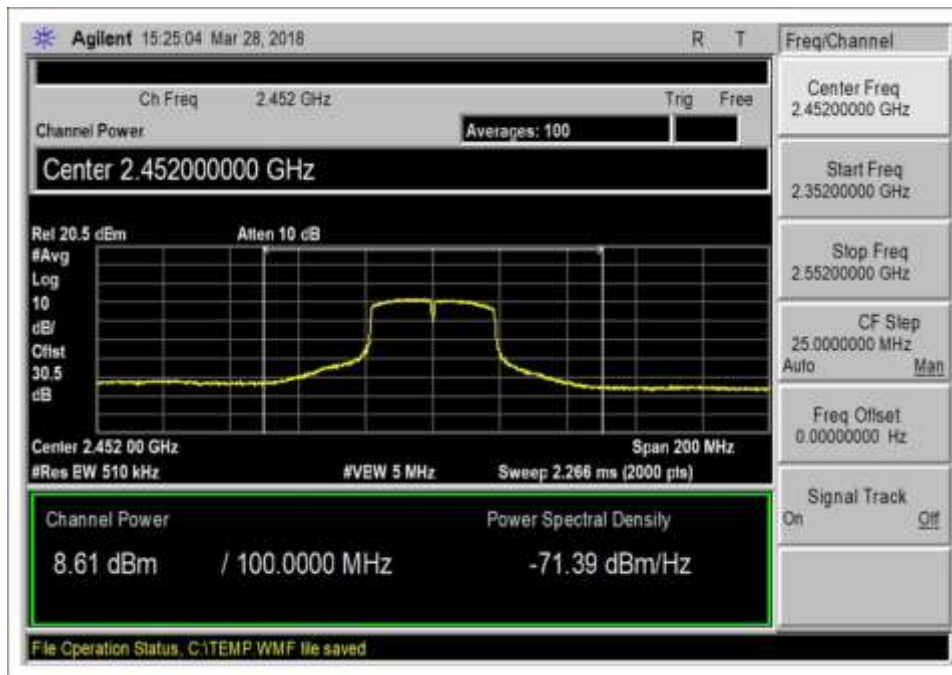 Agilent 15:25:04 Mar 28, 2018 R T
Freq/Channel
Ch Freq 2.452 GHz Trig Free
Channel Power Averages: 100
Center 2.452000000 GHz
Ref 20.5 dBm Atten 10 dB
#Avg
Log
10
dB/
Offst
30.5
dB
Center 2.452 00 GHz Span 200 MHz
#Res BW 510 kHz #VBW 5 MHz Sweep 2.266 ms (2000 pts)
Channel Power Power Spectral Density
8.61 dBm / 100.0000 MHz -71.39 dBm/Hz
File Operation Status, C:\TEMP.WMF file saved
Center Freq
2.45200000 GHz
Start Freq
2.35200000 GHz
Stop Freq
2.55200000 GHz
CF Step
25.0000000 MHz
Auto Man
Freq Offset
0.00000000 Hz
Signal Track
On Off